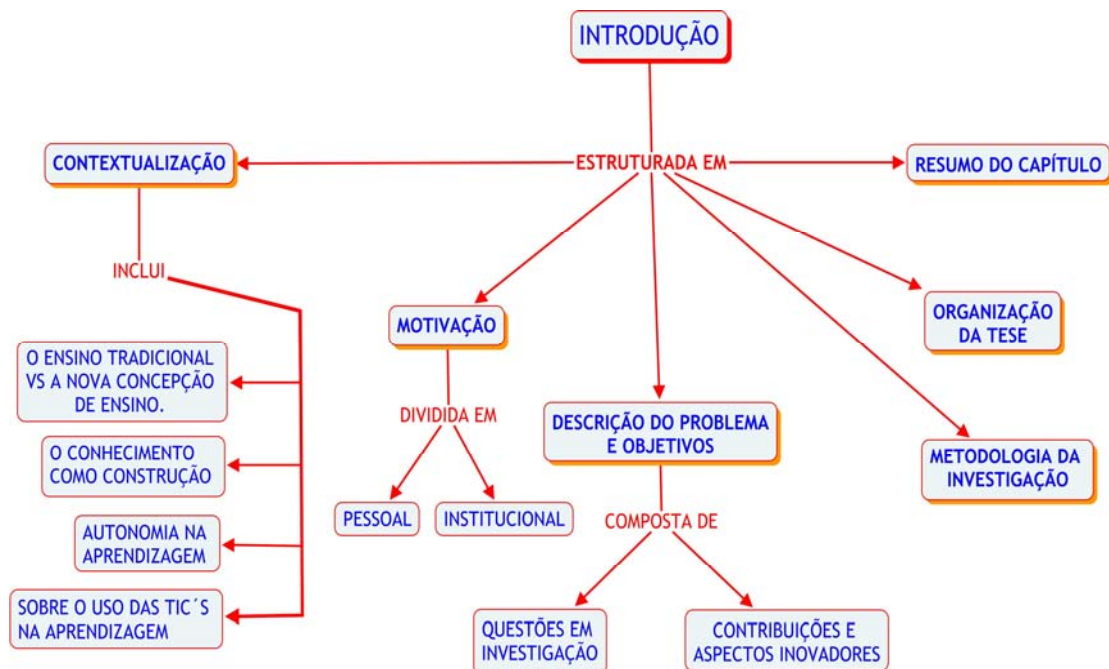 INTRODUÇÃO
CONTEXTUALIZAÇÃO
ESTRUTURADA EM
RESUMO DO CAPÍTULO
INCLUI
MOTIVAÇÃO
ORGANIZAÇÃO
DA TESE
O ENSINO TRADICIONAL
VS A NOVA CONCEPÇÃO
DE ENSINO.
DIVIDIDA EM
DESCRIÇÃO DO PROBLEMA
E OBJETIVOS
O CONHECIMENTO
COMO CONSTRUÇÃO
METODOLOGIA DA
INVESTIGAÇÃO
PESSOAL
INSTITUCIONAL
COMPOSTA DE
AUTONOMIA NA
APRENDIZAGEM
SOBRE O USO DAS TIC´S
NA APRENDIZAGEM
QUESTÕES EM
INVESTIGAÇÃO
CONTRIBUIÇÕES E
ASPECTOS INOVADORES